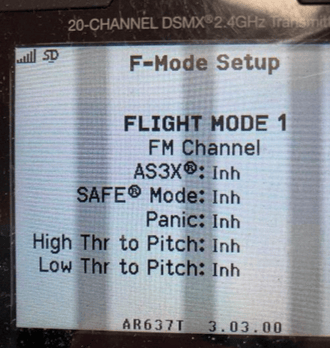 20-CHANNEL DSMX® 2.4GHz Transmit
SD
F-Mode Setup
FLIGHT MODE 1
FM Channel
AS3X®: Inh
SAFE® Mode: Inh
Panic: Inh
High Thr to Pitch: Inh
Low Thr to Pitch: Inh
AR637T 3.03.00